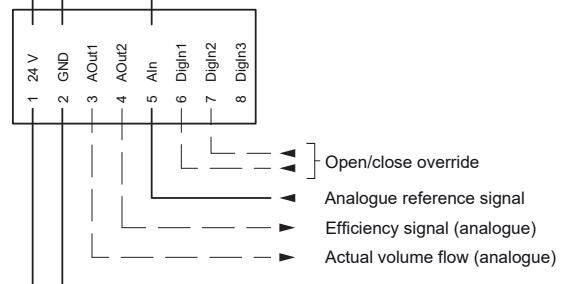 1 24 V
2 GND
3 AOut1
4 AOut2
5 AIn
6 DigIn1
7 DigIn2
8 DigIn3
Open/close override
Analogue reference signal
Efficiency signal (analogue)
Actual volume flow (analogue)